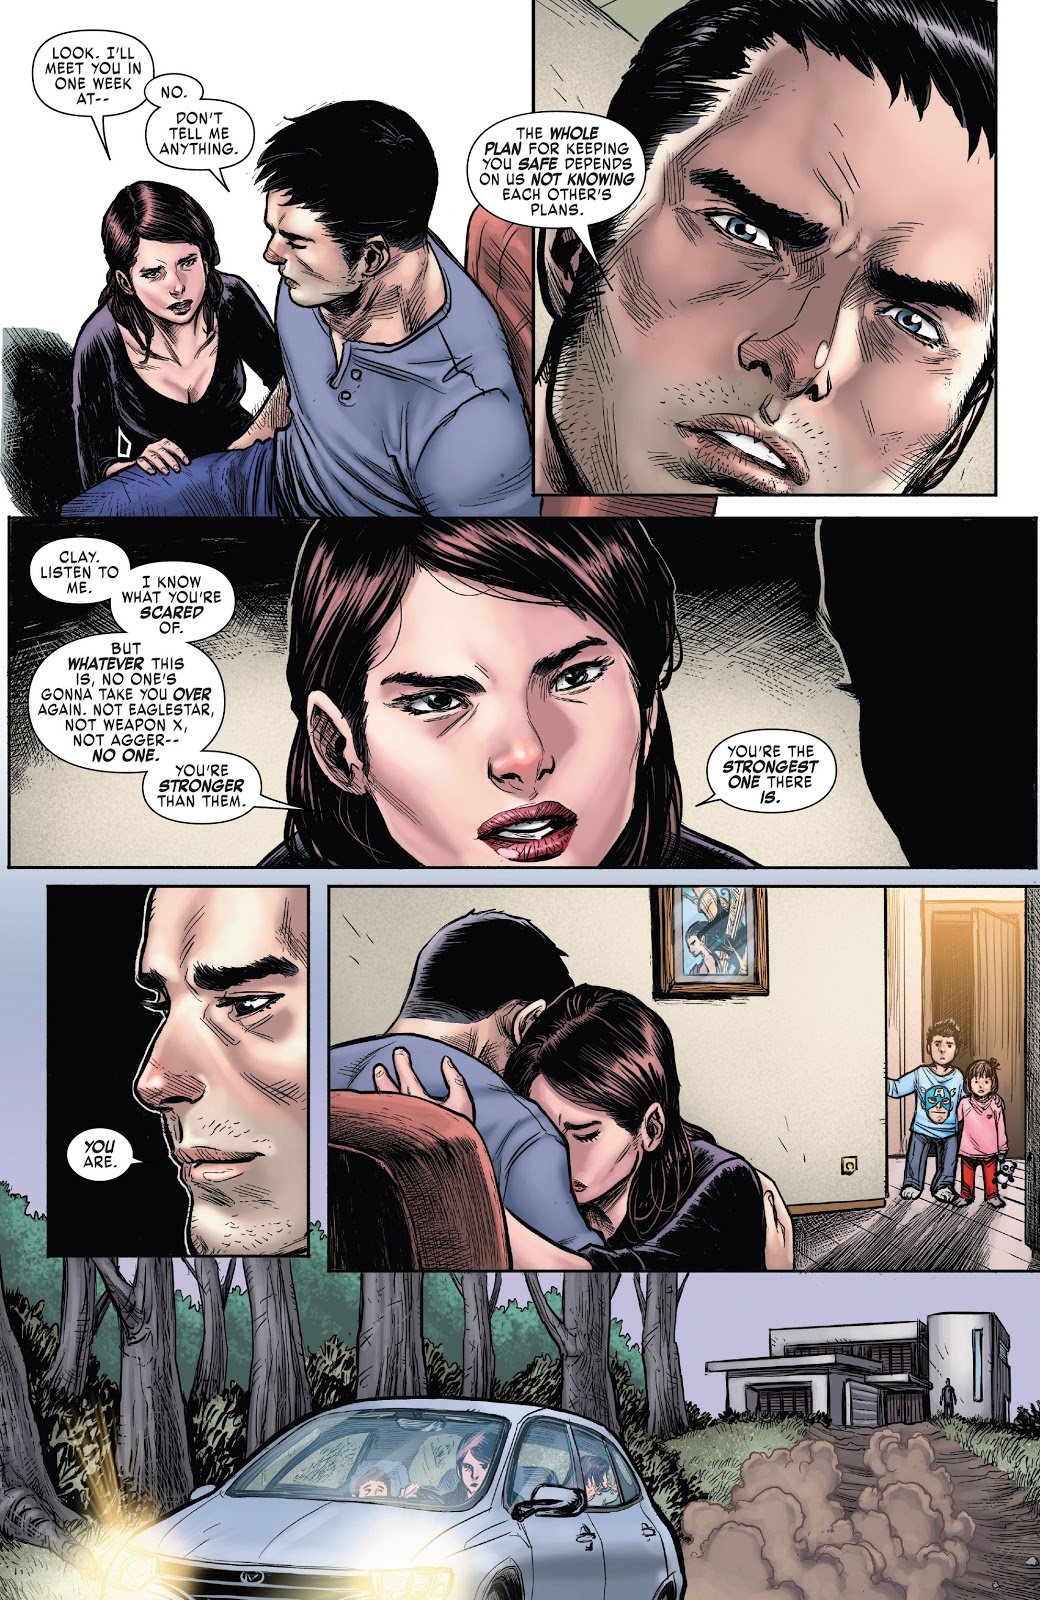 LOOK. I'LL
MEET YOU IN
ONE WEEK
AT--
NO.
DON'T
TELL ME
ANYTHING.
THE WHOLE
PLAN FOR KEEPING
YOU SAFE DEPENDS
ON US NOT KNOWING
EACH OTHER'S
PLANS.
CLAY.
LISTEN TO
ME.
I KNOW
WHAT YOU'RE
SCARED
OF.
BUT
WHATEVER THIS
IS, NO ONE'S
GONNA TAKE YOU OVER
AGAIN. NOT EAGLESTAR,
NOT WEAPON X,
NOT AGGER--
NO ONE.
YOU'RE
STRONGER
THAN THEM.
YOU'RE THE
STRONGEST
ONE THERE
IS.
YOU
ARE.